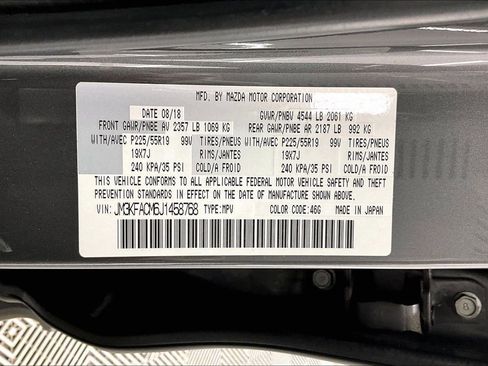 MFD. BY MAZDA MOTOR CORPORATION
DATE 08/18 GVWR/PNBV 4544 LB 2061 KG
FRONT GAWR/PNBE AV 2357 LB 1069 KG REAR GAWR/PNBE AR 2187 LB 992 KG
WITH/AVEC P225/55R19 99V TIRES/PNEUS WITH/AVEC P225/55R19 99V TIRES/PNEUS
19X7J RIMS/JANTES 19X7J RIMS/JANTES
240 KPA/35 PSI COLD/A FROID 240 KPA/35 PSI COLD/A FROID
THIS VEHICLE CONFORMS TO ALL APPLICABLE FEDERAL MOTOR VEHICLE SAFETY AND THEFT
PREVENTION STANDARDS IN EFFECT ON THE DATE OF MANUFACTURE SHOWN ABOVE.
VIN: JM3KFACM6J1458768 TYPE:MPV COLOR CODE:46G MADE IN JAPAN
8